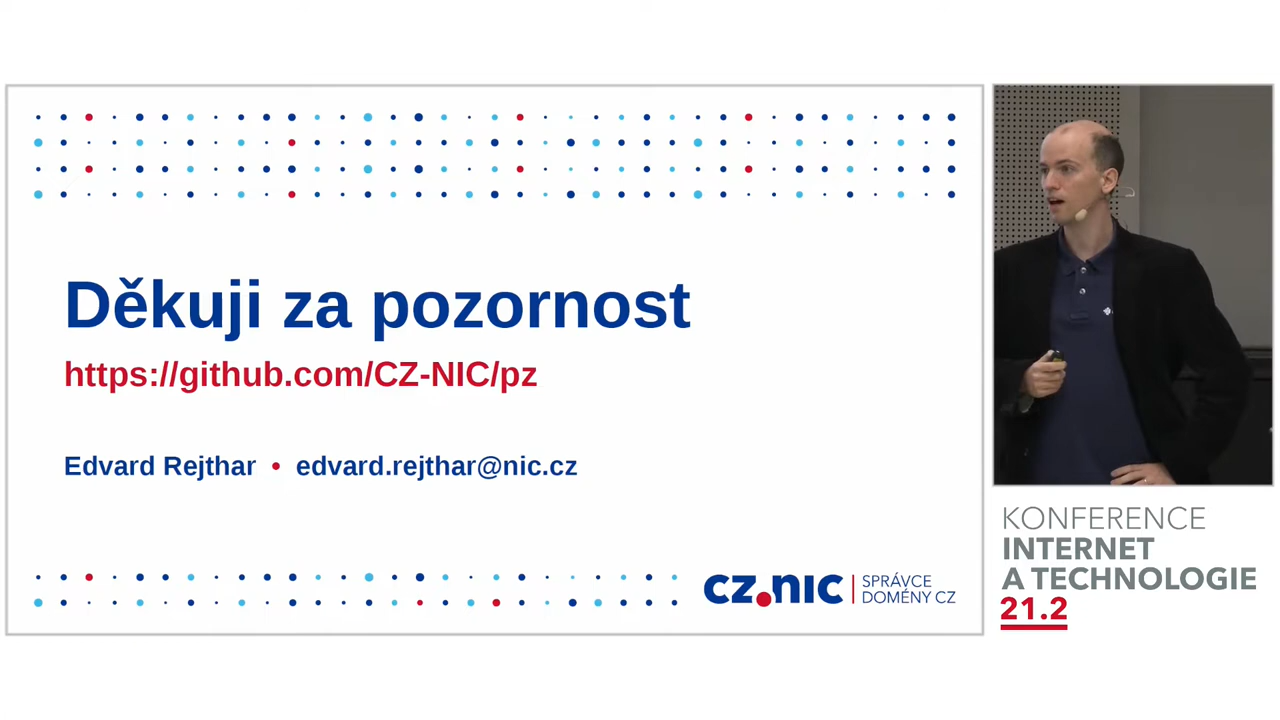 Děkuji za pozornost
https://github.com/CZ-NIC/pz
Edvard Rejthar • edvard.rejthar@nic.cz
cz.nic | SPRÁVCE
DOMÉNY CZ
KONFERENCE
INTERNET
A TECHNOLOGIE
21.2